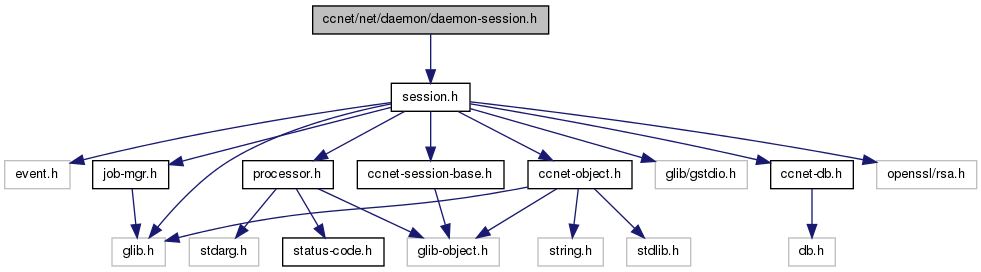 ccnet/net/daemon/daemon-session.h
session.h
event.h
job-mgr.h
processor.h
ccnet-session-base.h
ccnet-object.h
glib/gstdio.h
ccnet-db.h
openssl/rsa.h
glib.h
stdarg.h
status-code.h
glib-object.h
string.h
stdlib.h
db.h